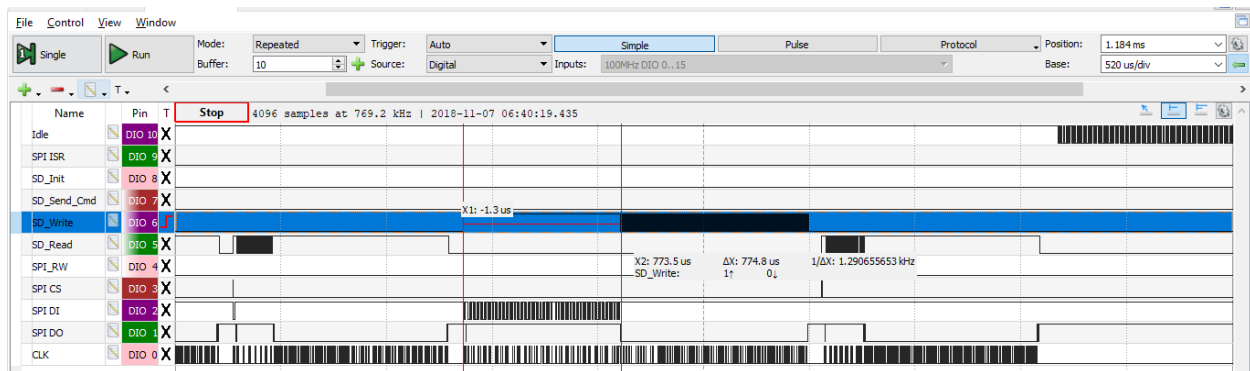 File Control View Window
Single Run Mode: Repeated Trigger: Auto Simple Pulse Protocol Position: 1.184 ms
Buffer: 10 Source: Digital Inputs: 100MHz DIO 0..15 Base: 520 us/div
T
Name Pin T Stop 4096 samples at 769.2 kHz | 2018-11-07 06:40:19.435
Idle DIO 10 X
SPI ISR DIO 9 X
SD_Init DIO 8 X
SD_Send_Cmd DIO 7 X
X1: -1.3 us
SD_Write DIO 6
SD_Read DIO 5 X
X2: 773.5 us ΔX: 774.8 us 1/ΔX: 1.290655653 kHz
SPI_RW DIO 4 X
SD_Write: 1↑ 0↓
SPI CS DIO 3 X
SPI DI DIO 2 X
SPI DO DIO 1 X
CLK DIO 0 X